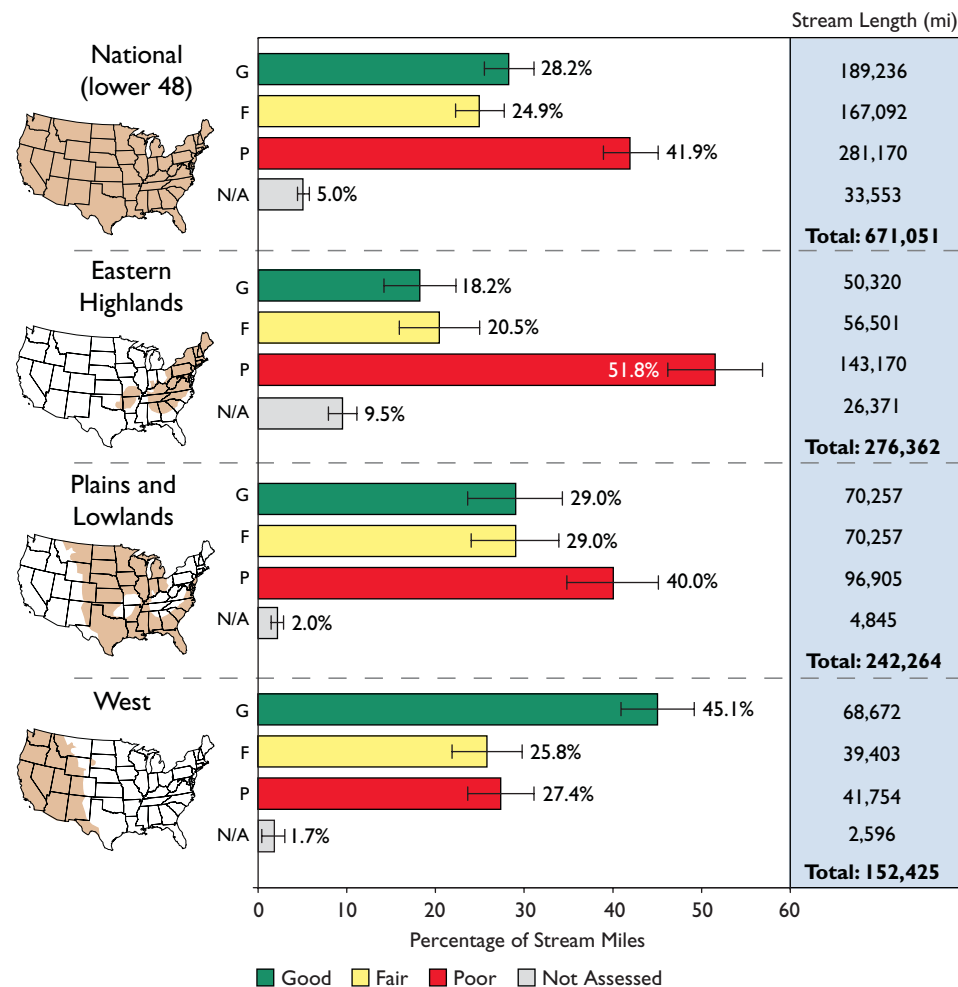 Stream Length (mi)
National
(lower 48)
G 28.2% 189,236
F 24.9% 167,092
P 41.9% 281,170
N/A 5.0% 33,553
Total: 671,051
Eastern
Highlands
G 18.2% 50,320
F 20.5% 56,501
P 51.8% 143,170
N/A 9.5% 26,371
Total: 276,362
Plains and
Lowlands
G 29.0% 70,257
F 29.0% 70,257
P 40.0% 96,905
N/A 2.0% 4,845
Total: 242,264
West
G 45.1% 68,672
F 25.8% 39,403
P 27.4% 41,754
N/A 1.7% 2,596
Total: 152,425
0 10 20 30 40 50 60
Percentage of Stream Miles
Good Fair Poor Not Assessed